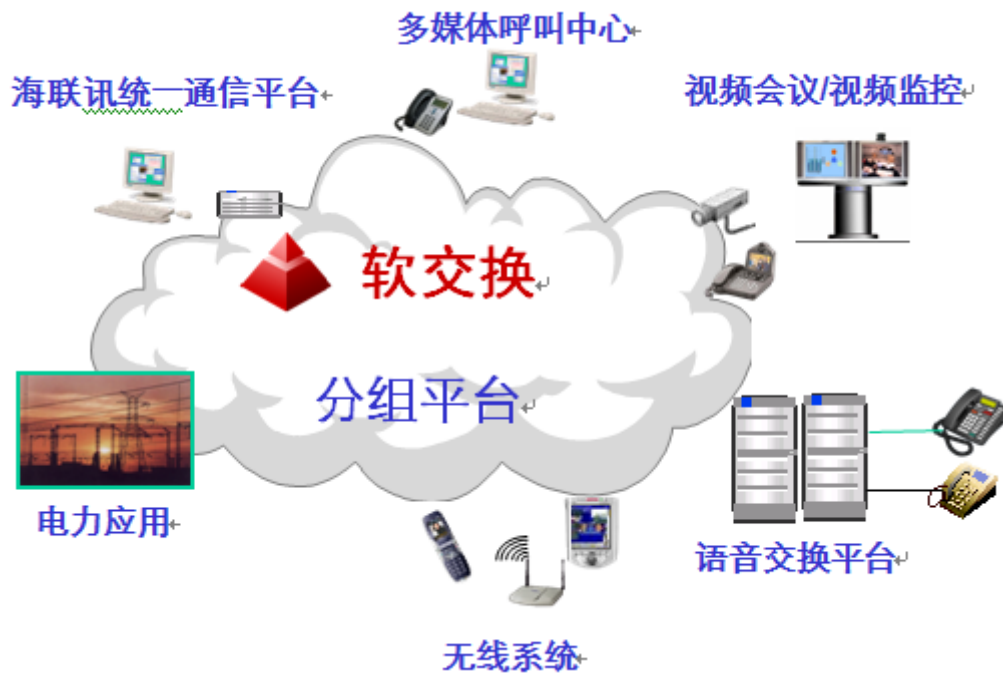 多媒体呼叫中心
海联讯统一通信平台
视频会议/视频监控
软交换
分组平台
电力应用
语音交换平台
无线系统